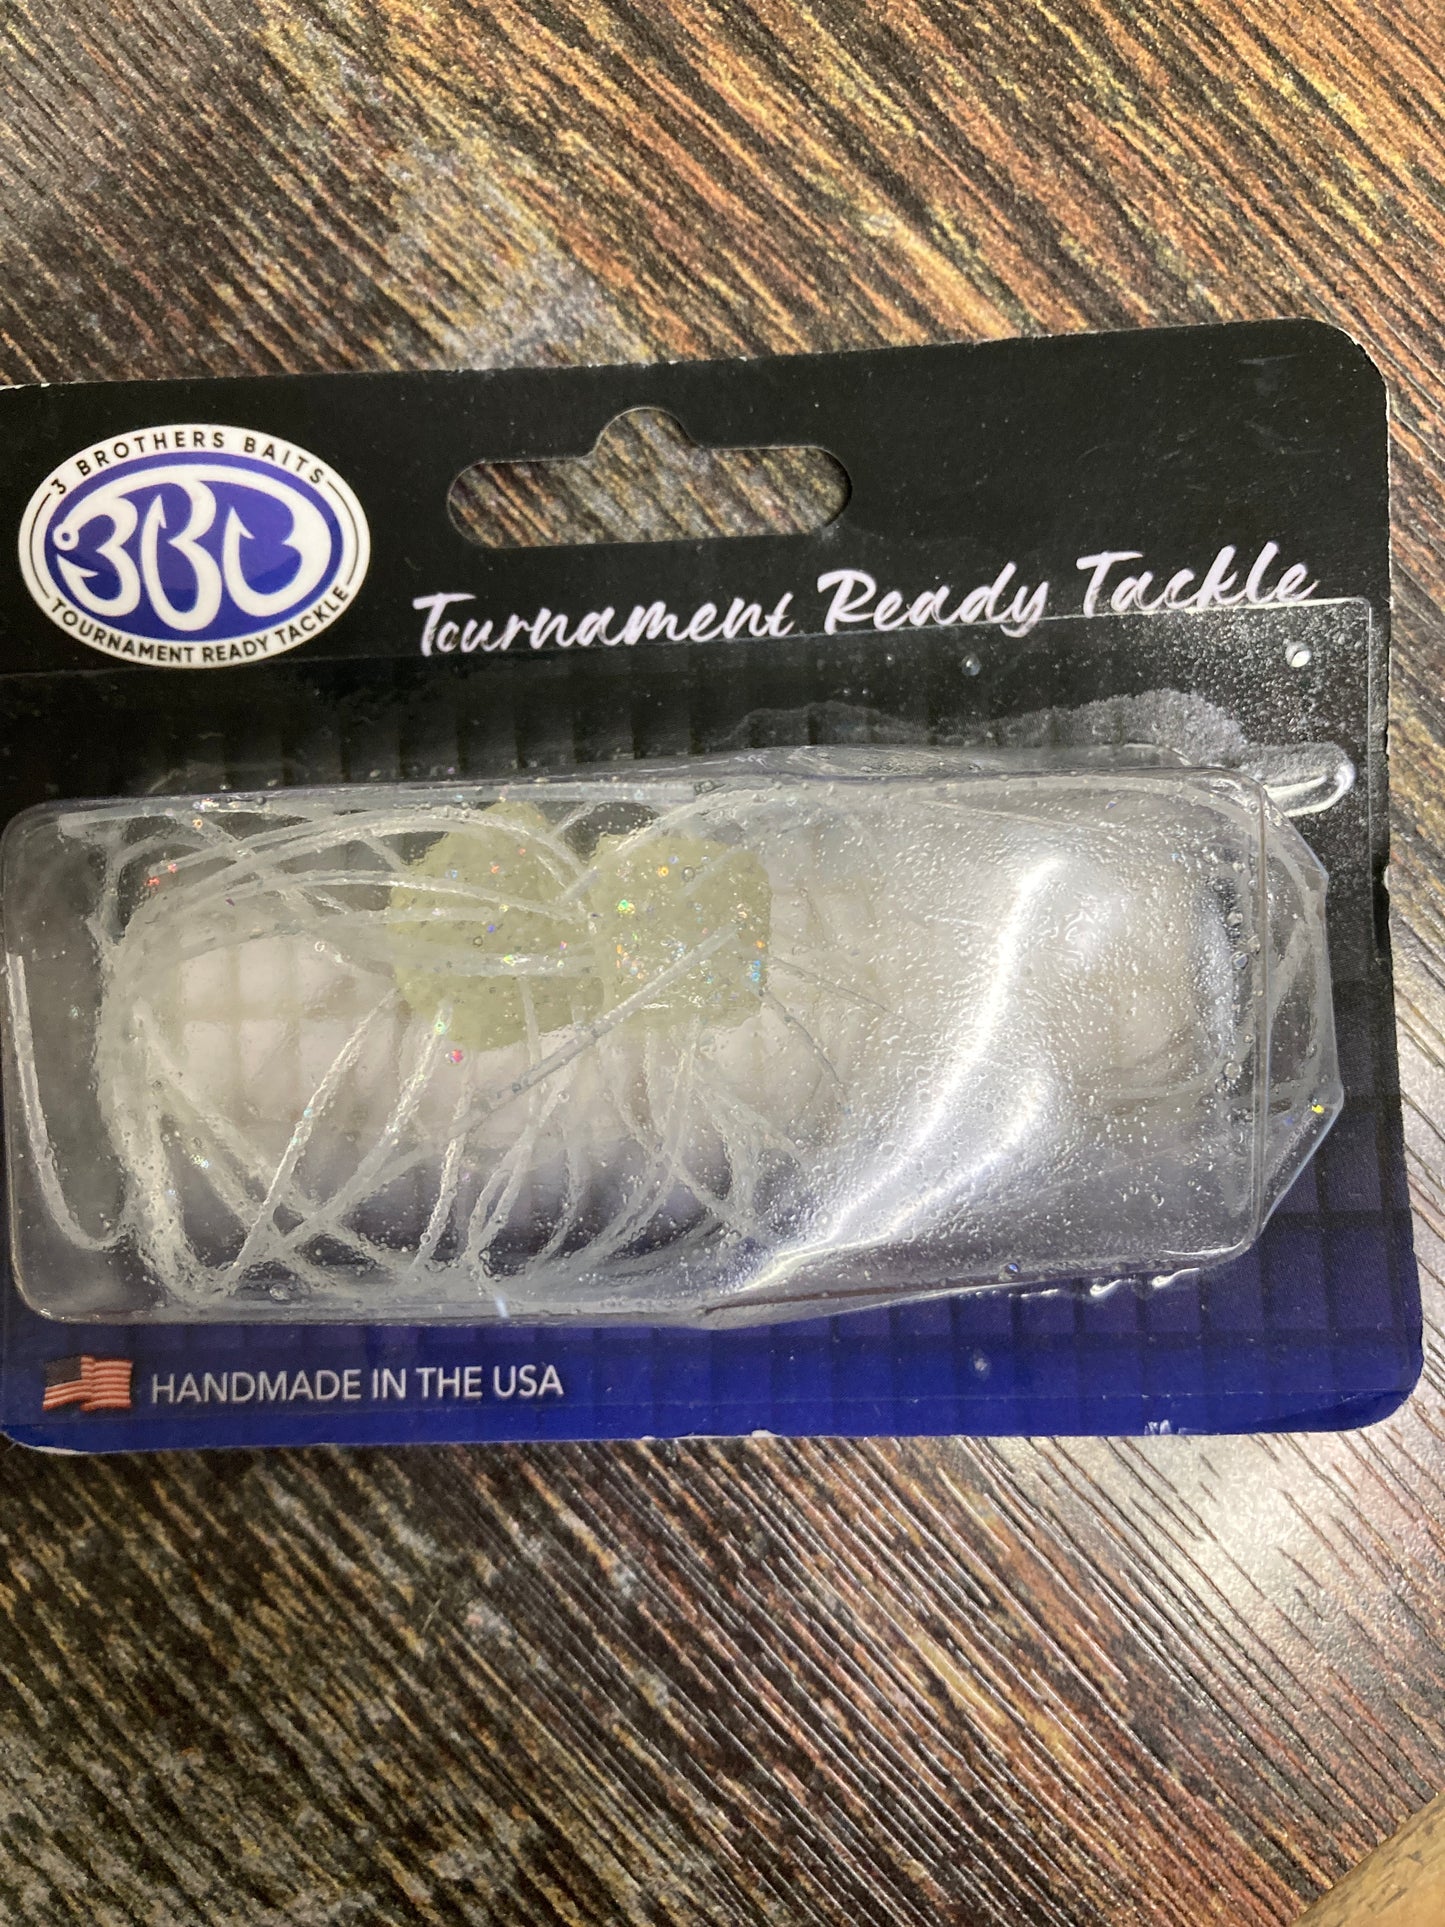 3 BROTHERS BAITS
3BB
TOURNAMENT READY TACKLE
Tournament Ready Tackle
HANDMADE IN THE USA